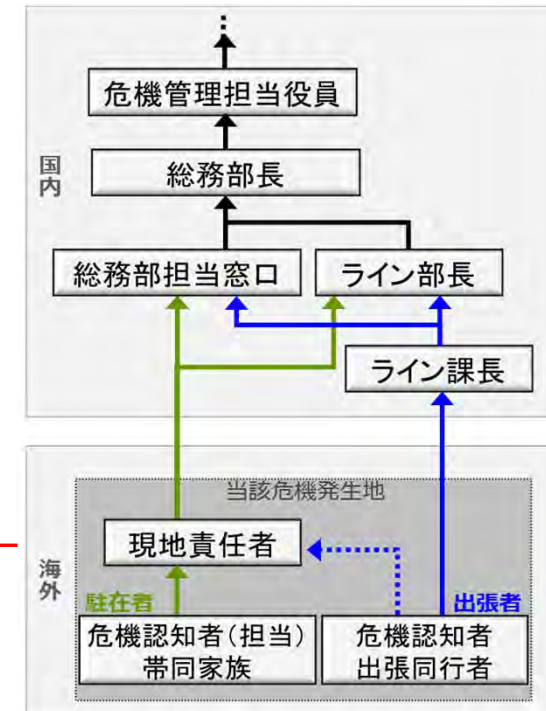 危機管理担当役員
総務部長
国内
総務部担当窓口
ライン部長
ライン課長
当該危機発生地
現地責任者
海外
駐在者
出張者
危機認知者（担当）
帯同家族
危機認知者
出張同行者